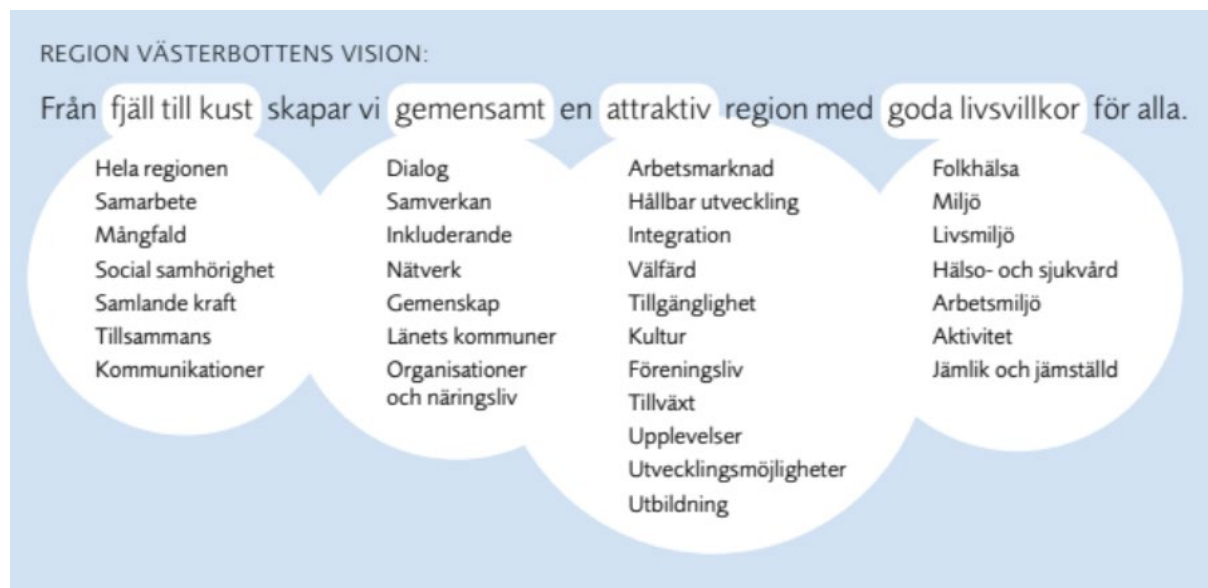 REGION VÄSTERBOTTENS VISION:
Från fjäll till kust skapar vi gemensamt en attraktiv region med goda livsvillkor för alla.
Hela regionen
Samarbete
Mångfald
Social samhörighet
Samlande kraft
Tillsammans
Kommunikationer
Dialog
Samverkan
Inkluderande
Nätverk
Gemenskap
Länets kommuner
Organisationer
och näringsliv
Arbetsmarknad
Hållbar utveckling
Integration
Välfärd
Tillgänglighet
Kultur
Föreningsliv
Tillväxt
Upplevelser
Utvecklingsmöjligheter
Utbildning
Folkhälsa
Miljö
Livsmiljö
Hälso- och sjukvård
Arbetsmiljö
Aktivitet
Jämlik och jämställd